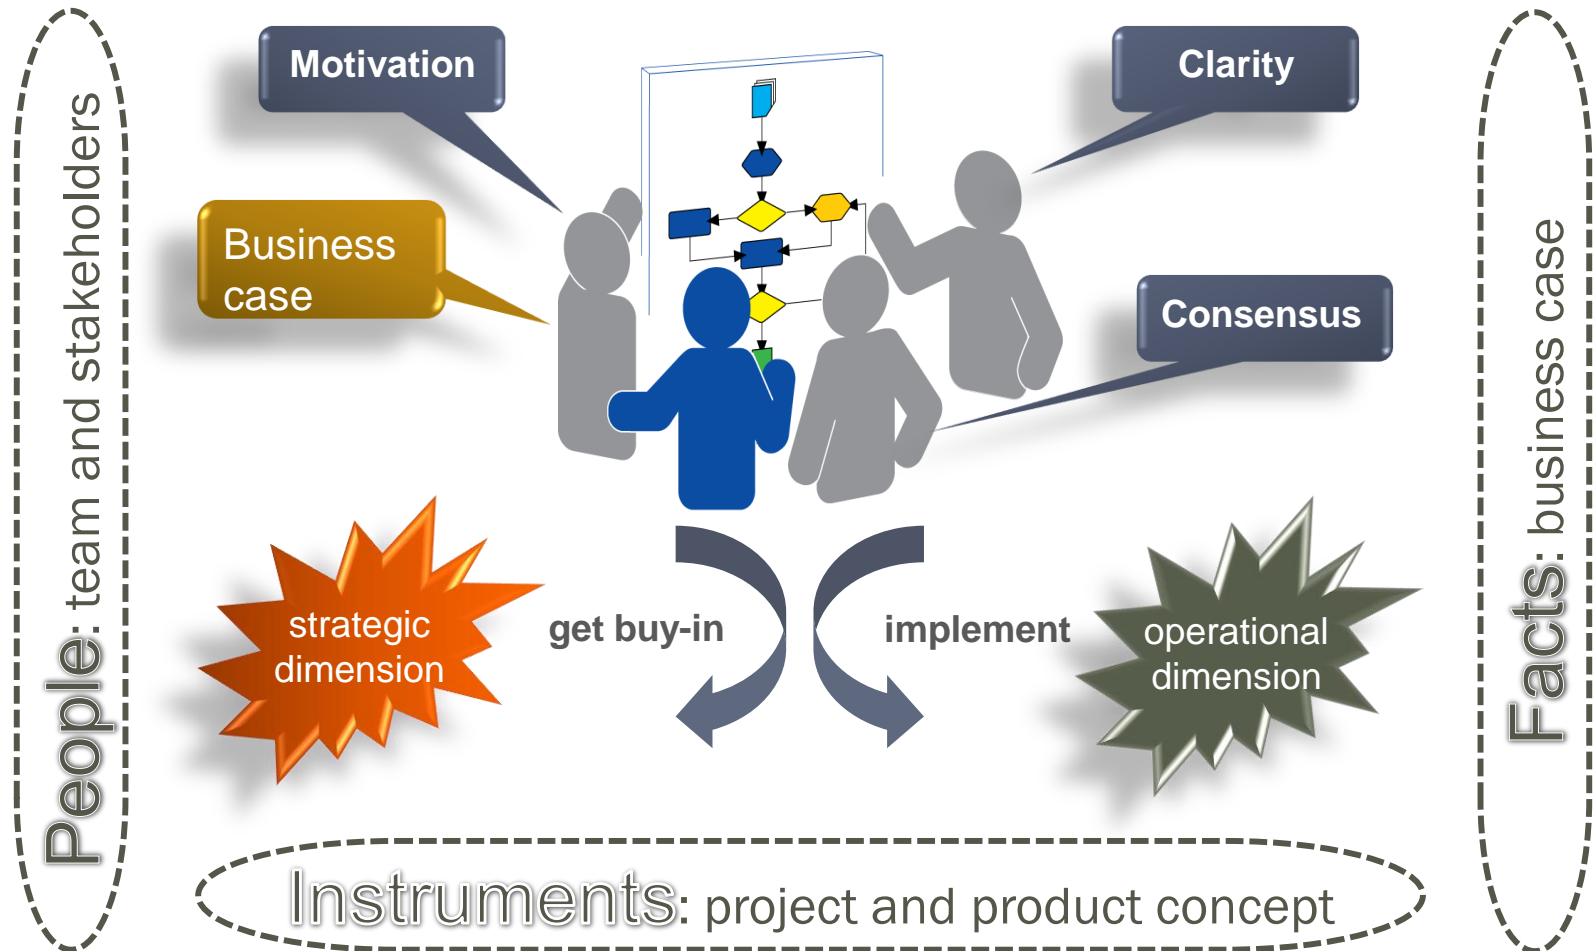 People: team and stakeholders
Motivation
Clarity
Business
case
Consensus
strategic
dimension
get buy-in
implement
operational
dimension
Facts: business case
Instruments: project and product concept